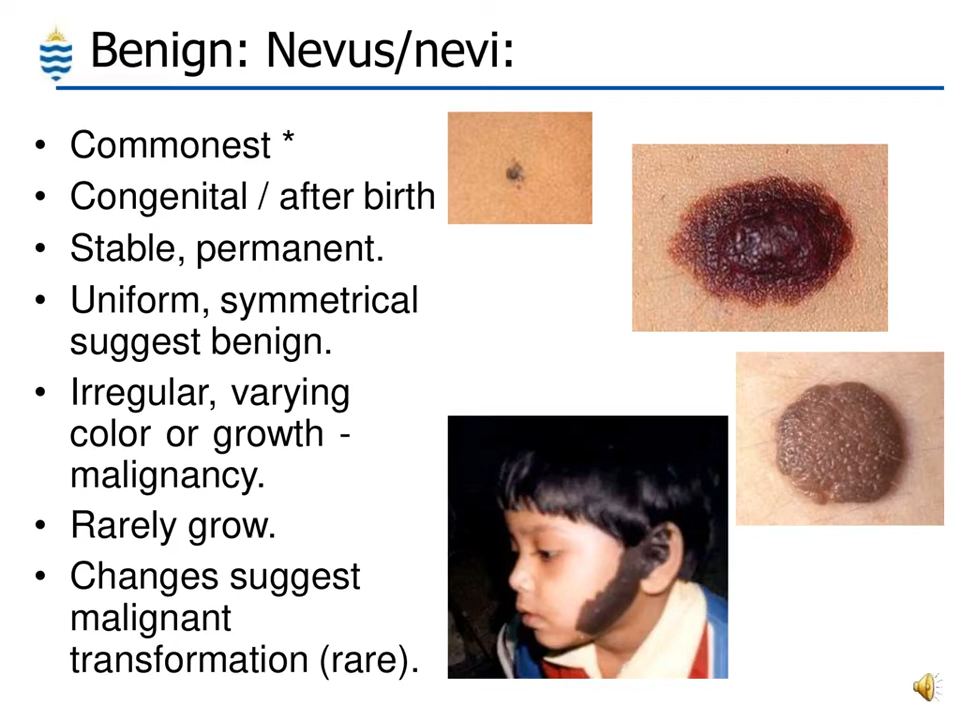 Benign: Nevus/nevi:
• Commonest *
• Congenital / after birth
• Stable, permanent.
• Uniform, symmetrical
suggest benign.
• Irregular, varying
color or growth -
malignancy.
• Rarely grow.
• Changes suggest
malignant
transformation (rare).